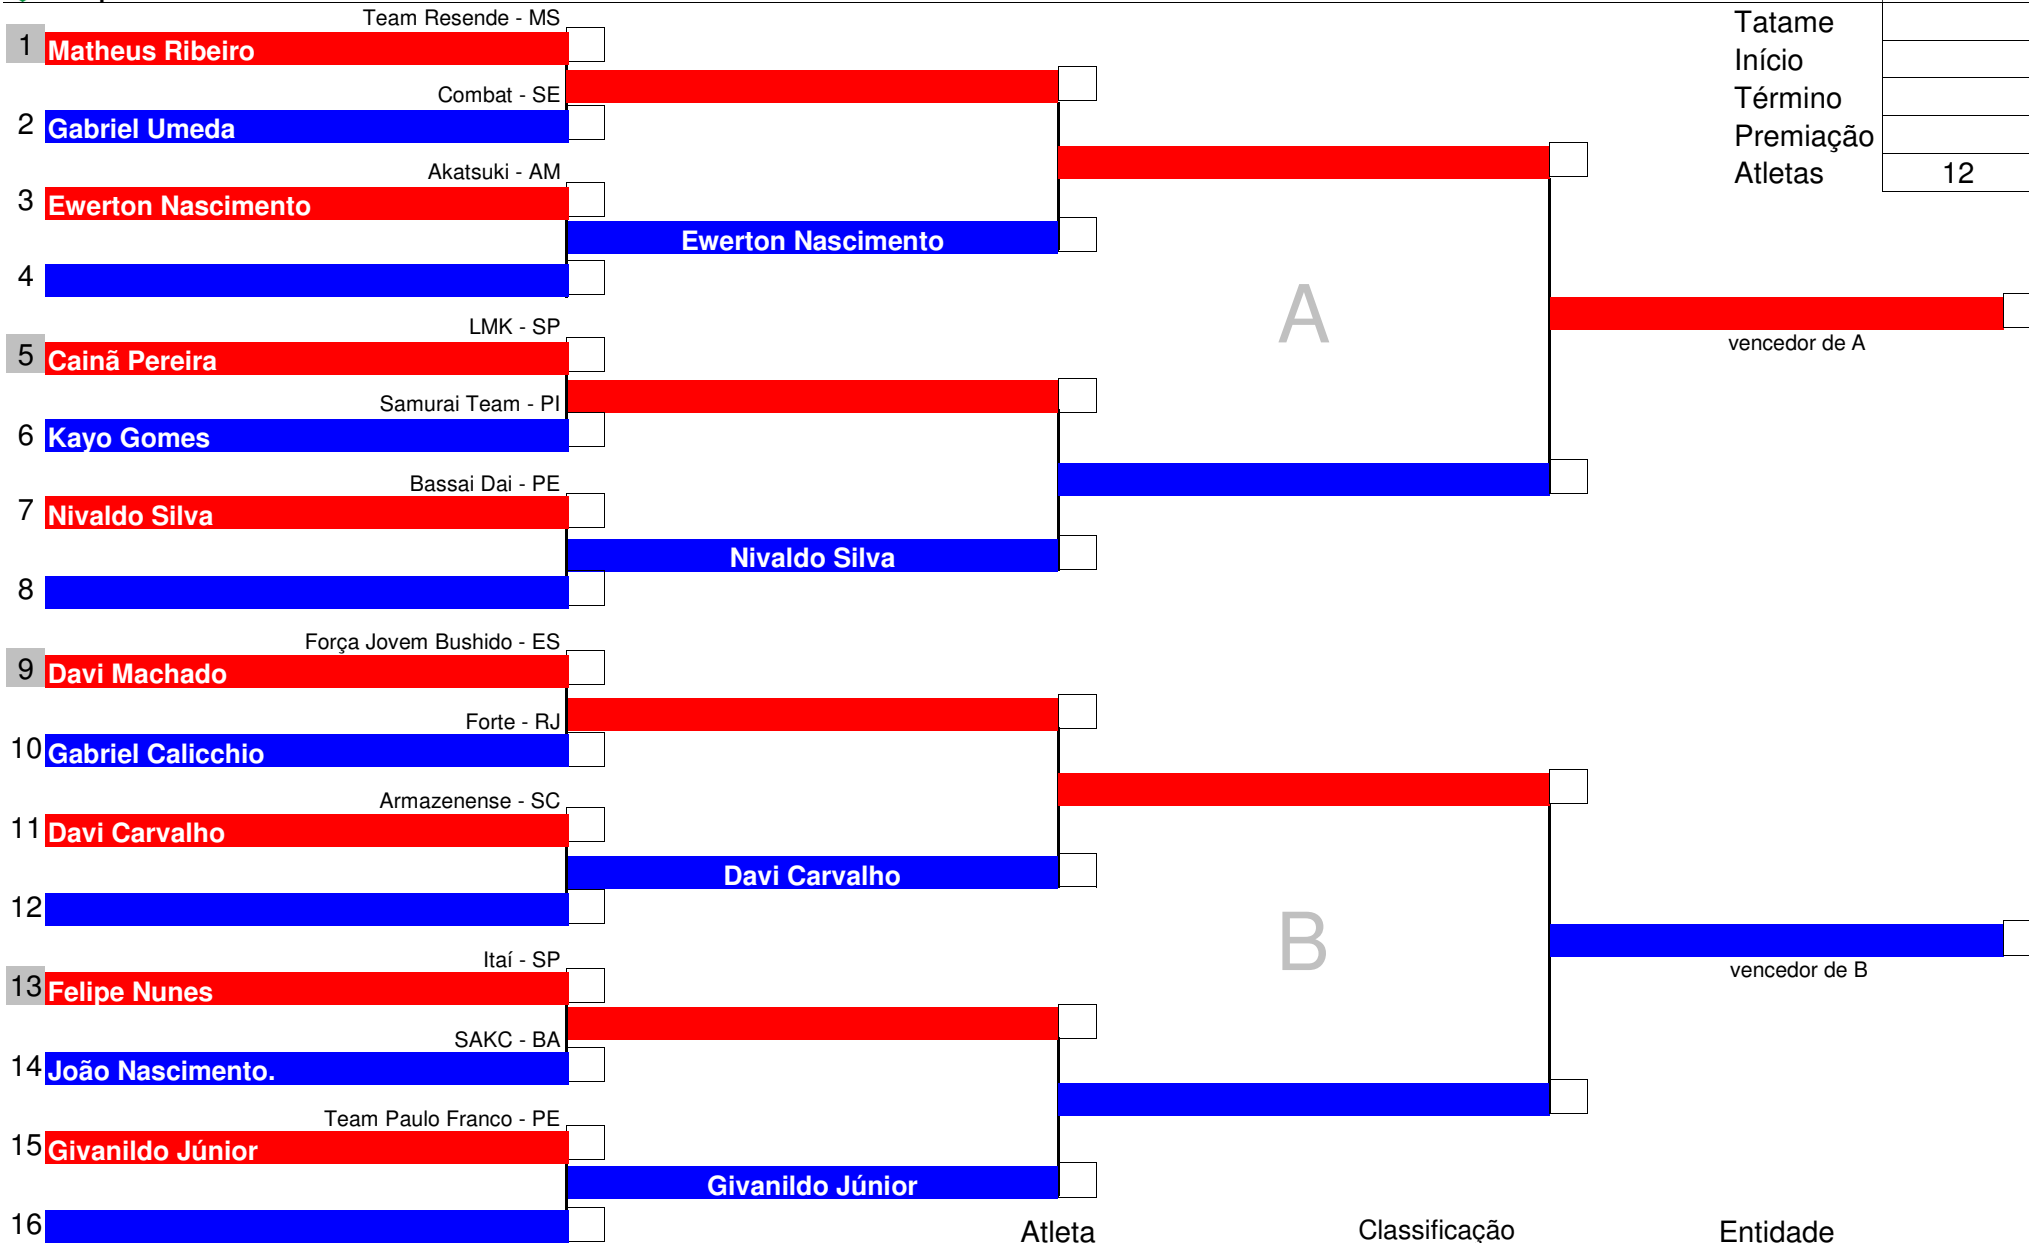 Team Resende - MS
1 Matheus Ribeiro
Combat - SE
2 Gabriel Umeda
Akatsuki - AM
3 Ewerton Nascimento
Ewerton Nascimento
4
LMK - SP
5 Cainã Pereira
Samurai Team - PI
6 Kayo Gomes
Bassai Dai - PE
7 Nivaldo Silva
Nivaldo Silva
8
Força Jovem Bushido - ES
9 Davi Machado
Forte - RJ
10 Gabriel Calicchio
Armazenense - SC
11 Davi Carvalho
Davi Carvalho
12
Itaí - SP
13 Felipe Nunes
SAKC - BA
14 João Nascimento.
Team Paulo Franco - PE
15 Givanildo Júnior
Givanildo Júnior
16
A
B
vencedor de A
vencedor de B
Tatame
Início
Término
Premiação
Atletas 12
Atleta Classificação Entidade